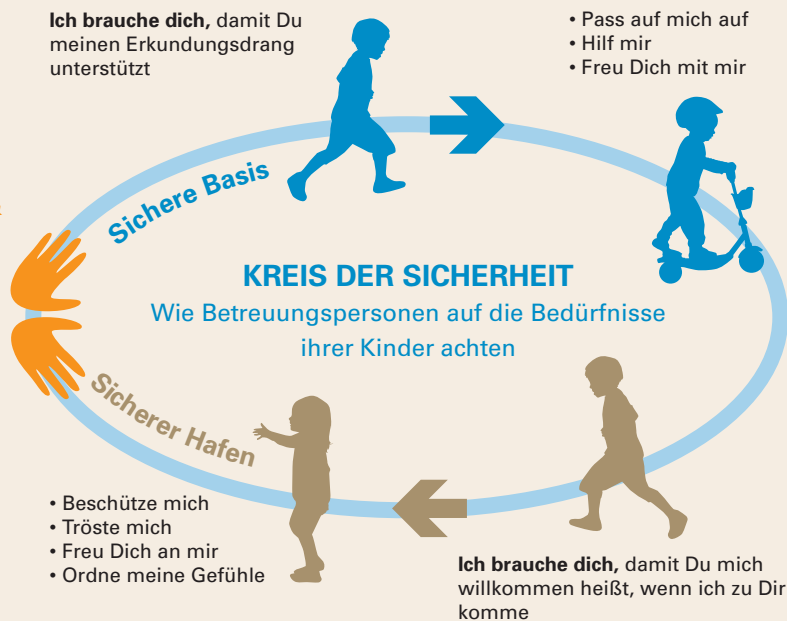 Ich brauche dich, damit Du
meinen Erkundungsdrang
unterstützt
• Pass auf mich auf
• Hilf mir
• Freu Dich mit mir
Sichere Basis
KREIS DER SICHERHEIT
Wie Betreuungspersonen auf die Bedürfnisse
ihrer Kinder achten
Sicherer Hafen
• Beschütze mich
• Tröste mich
• Freu Dich an mir
• Ordne meine Gefühle
Ich brauche dich, damit Du mich
willkommen heißt, wenn ich zu Dir
komme